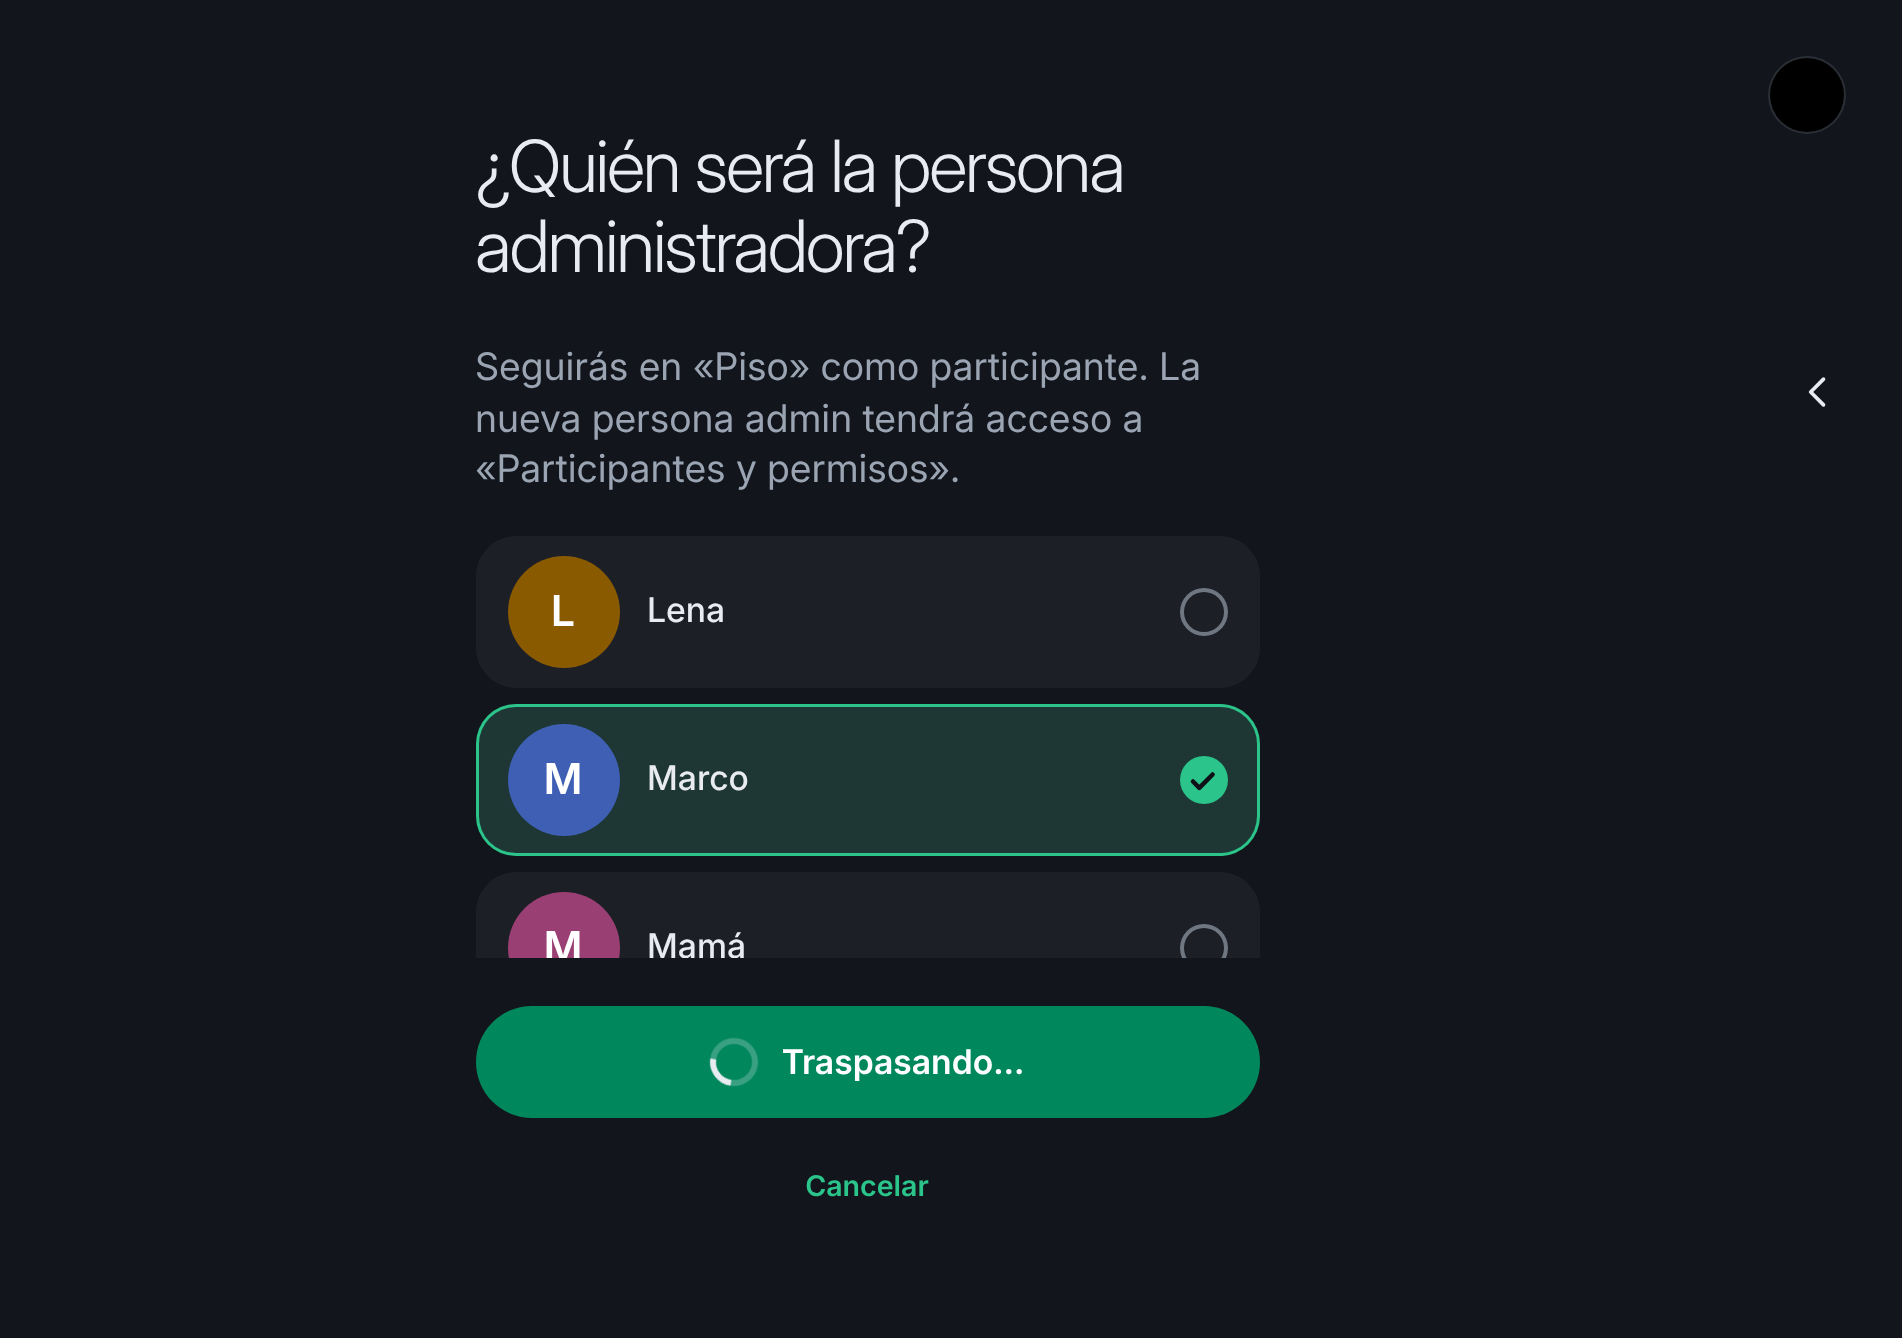 ¿Quién será la persona
administradora?
Seguirás en «Piso» como participante. La
nueva persona admin tendrá acceso a
«Participantes y permisos».
L
Lena
M
Marco
M
Mamá
Traspasando...
Cancelar